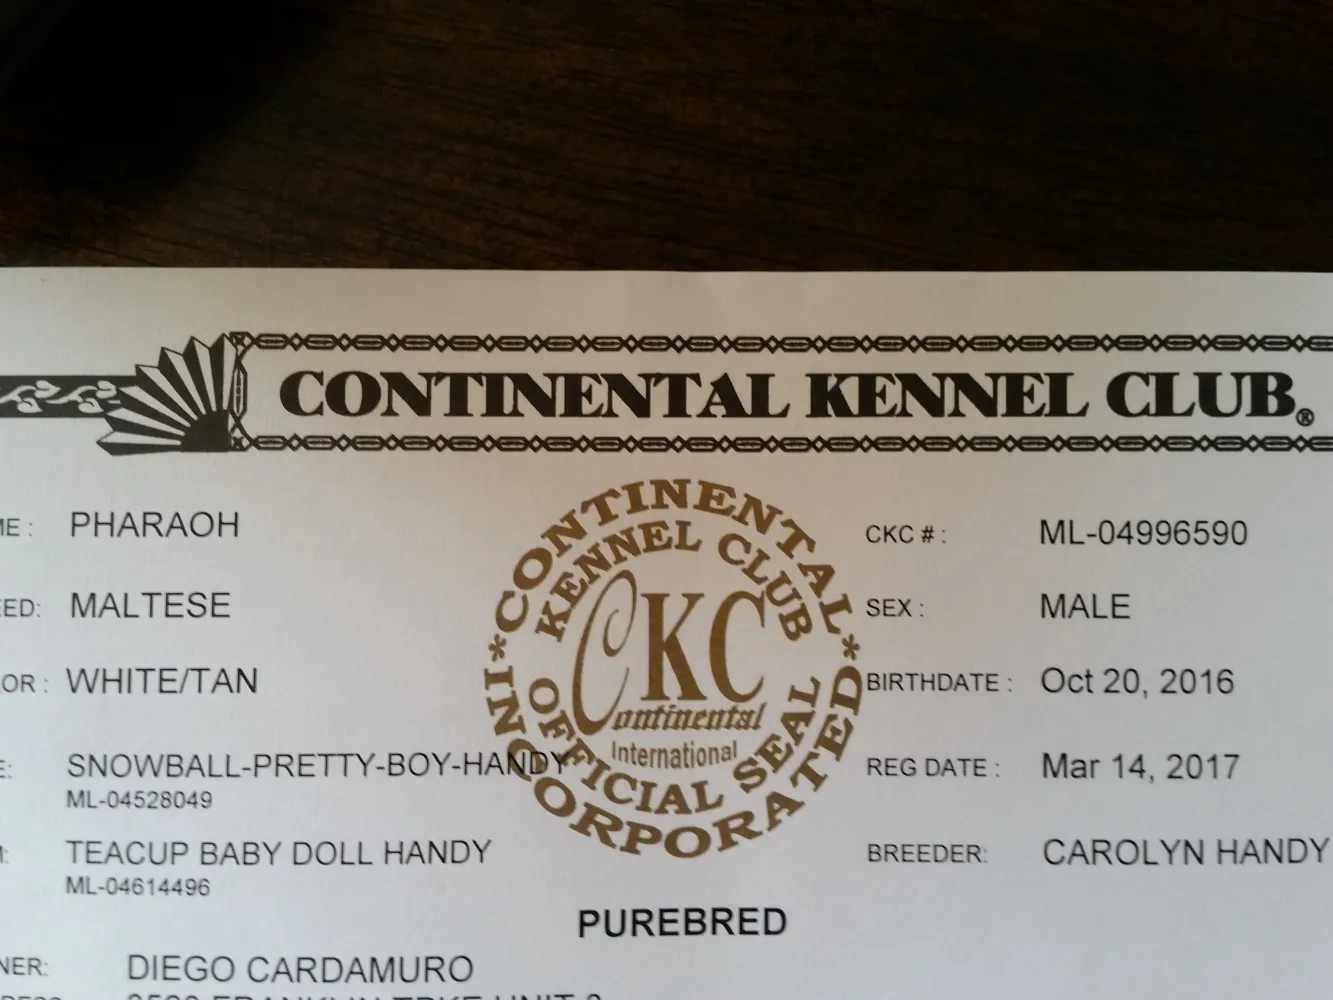 CONTINENTAL KENNEL CLUB®
ME: PHARAOH
CKC #: ML-04996590
EED: MALTESE
SEX: MALE
OR: WHITE/TAN
BIRTHDATE: Oct 20, 2016
E: SNOWBALL-PRETTY-BOY-HANDY
ML-04528049
REG DATE: Mar 14, 2017
M: TEACUP BABY DOLL HANDY
ML-04614496
BREEDER: CAROLYN HANDY
*CONTINENTAL*
KENNEL CLUB
CKC
Continental
International
OFFICIAL SEAL
INCORPORATED
PUREBRED
NER: DIEGO CARDAMURO